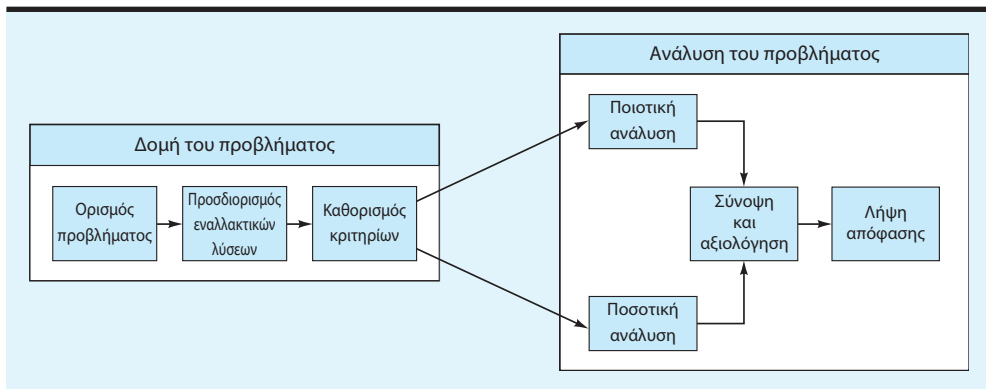 Δομή του προβλήματος
Ορισμός
προβλήματος
Προσδιορισμός
εναλλακτικών
λύσεων
Καθορισμός
κριτηρίων
Ανάλυση του προβλήματος
Ποιοτική
ανάλυση
Ποσοτική
ανάλυση
Σύνοψη
και
αξιολόγηση
Λήψη
απόφασης